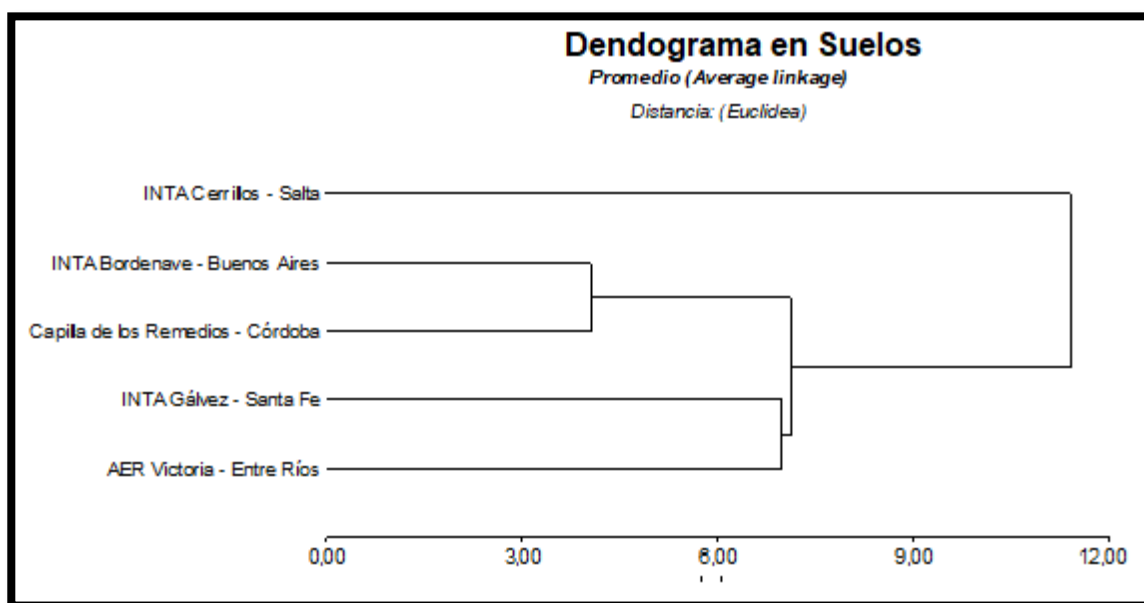 Dendograma en Suelos
Promedio (Average linkage)
Distancia: (Euclidea)
INTA Cerrillos - Salta
INTA Bordenave - Buenos Aires
Capilla de los Remedios - Córdoba
INTA Gálvez - Santa Fe
AER Victoria - Entre Ríos
0,00 3,00 6,00 9,00 12,00